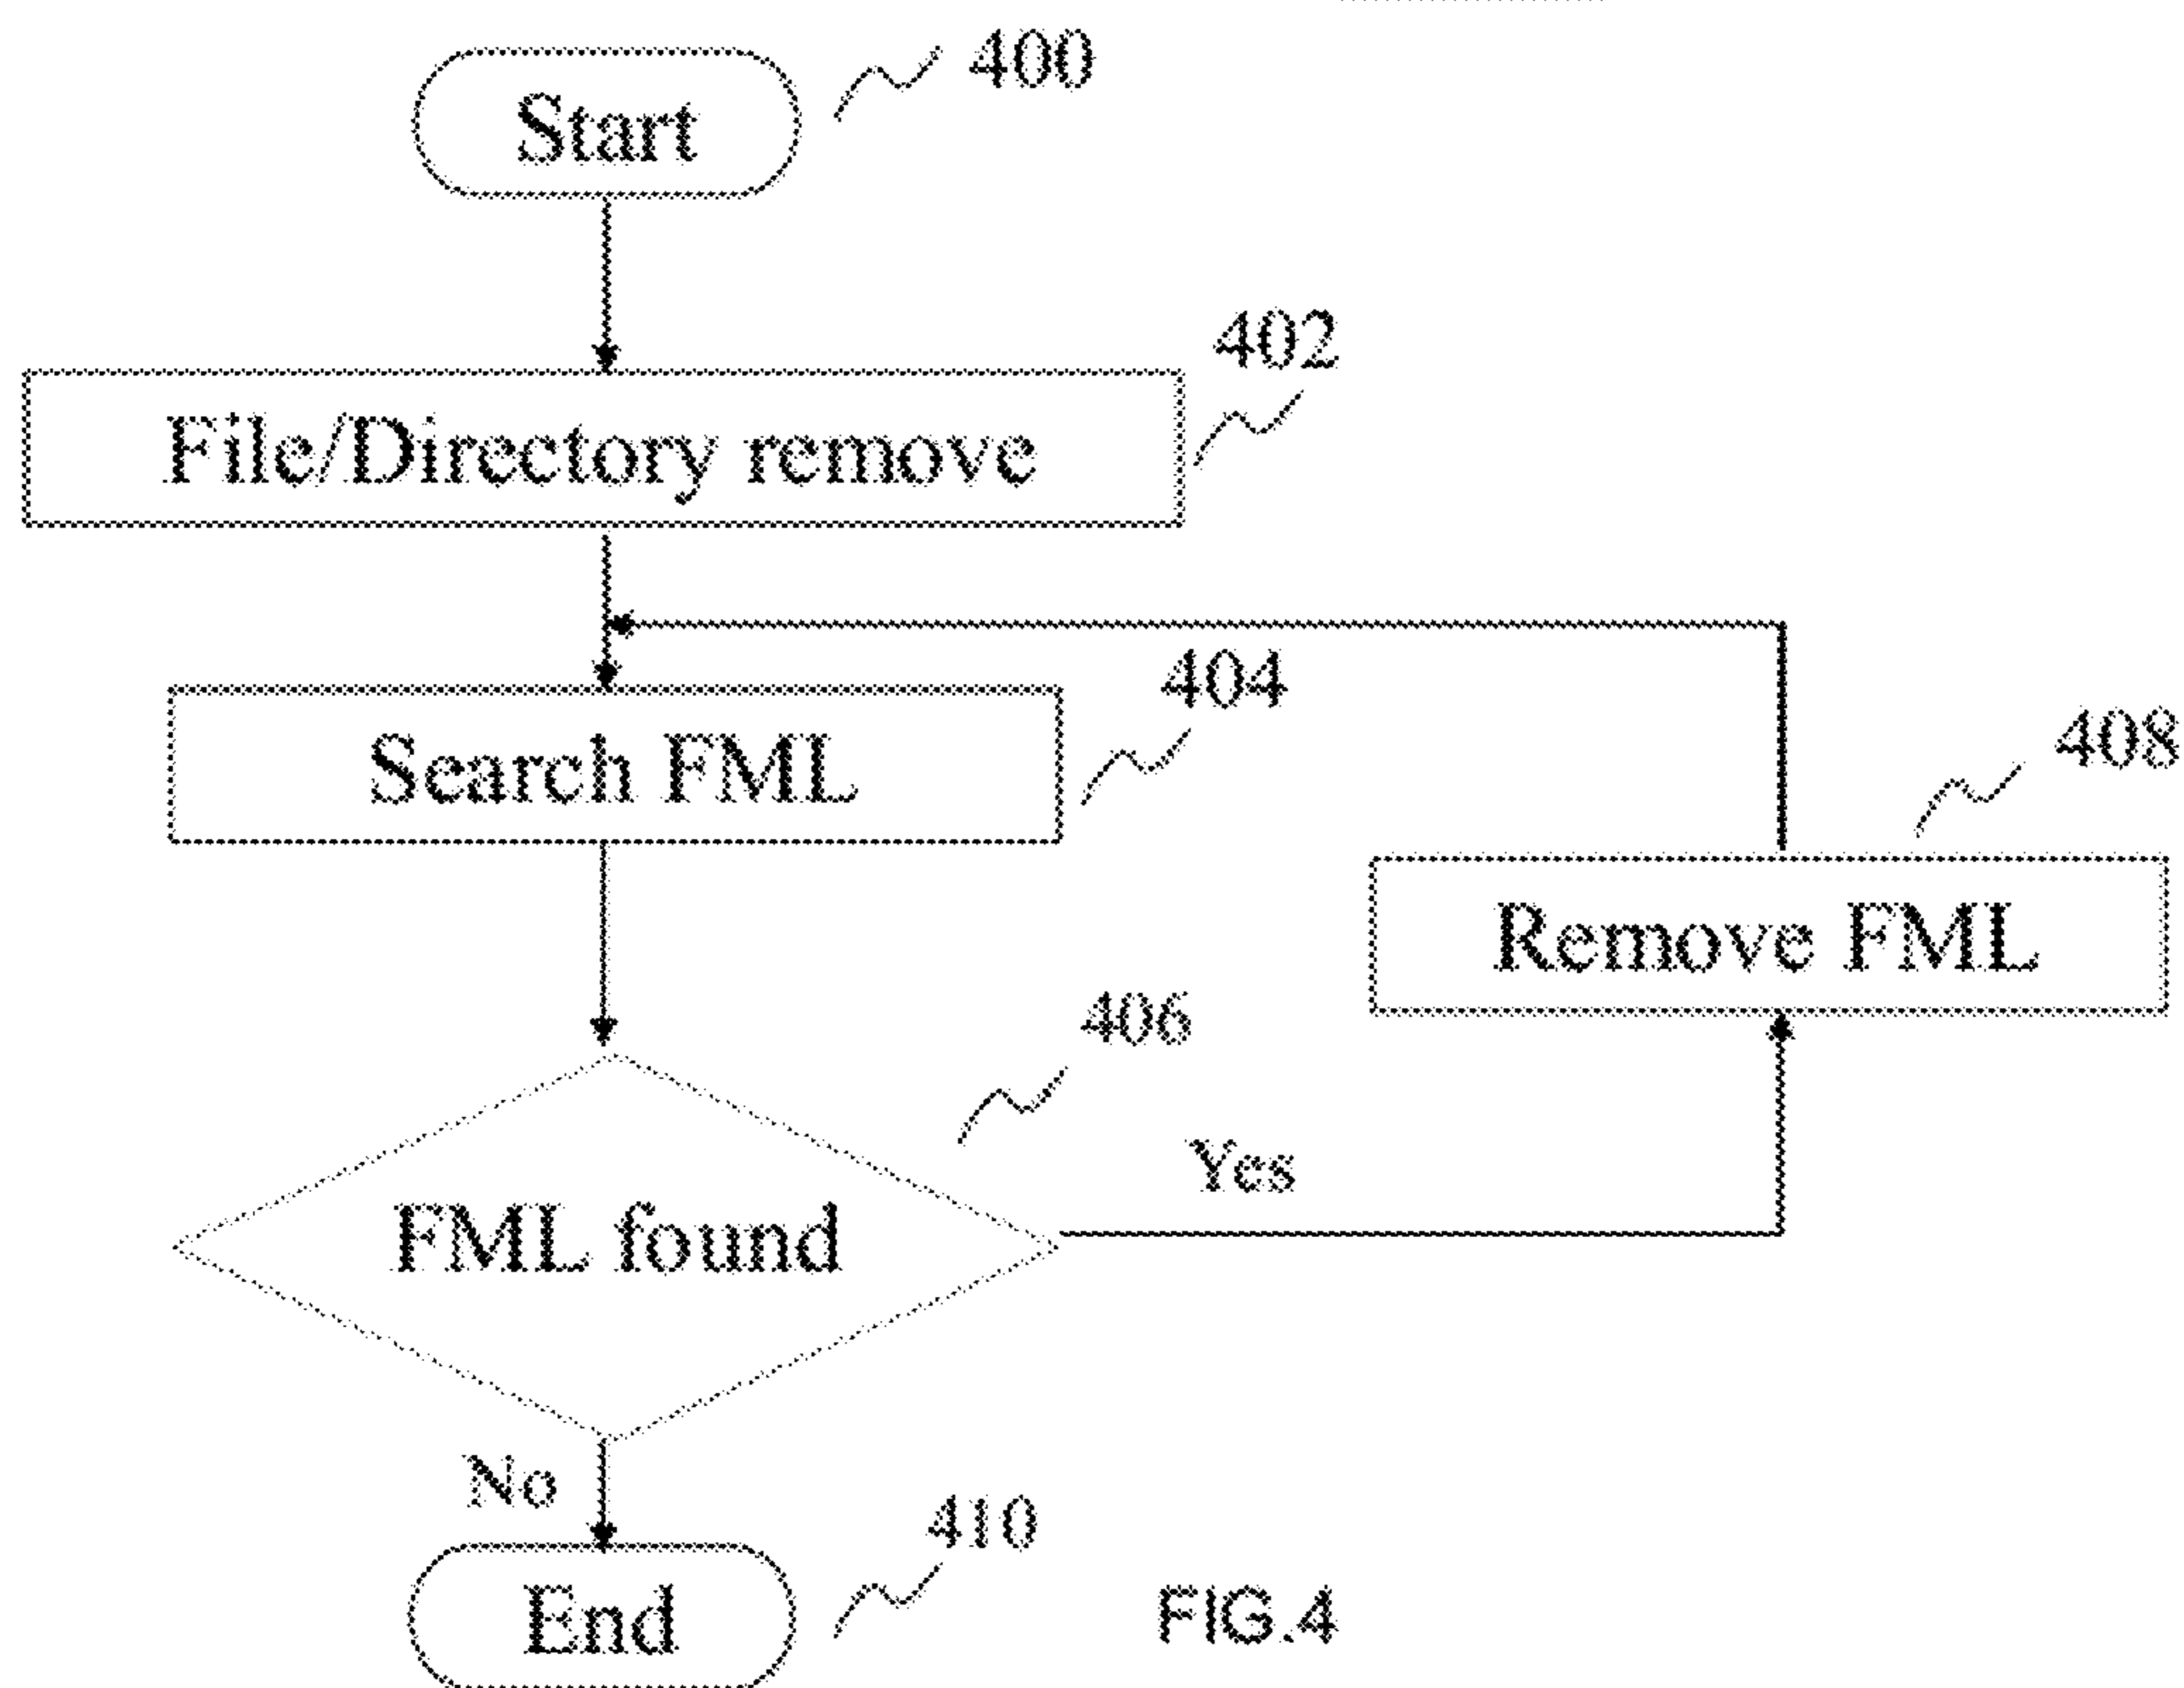 400
Start
402
File/Directory remove
404
Search FML
408
Remove FML
406
Yes
FML found
No
410
End
FIG.4